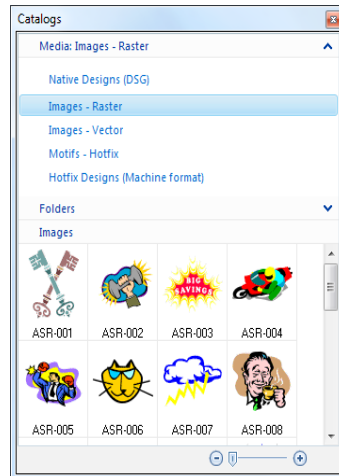 Catalogs
Media: Images - Raster
Native Designs (DSG)
Images - Raster
Images - Vector
Motifs - Hotfix
Hotfix Designs (Machine format)
Folders
Images
BIG
SAVING!
ASR-001 ASR-002 ASR-003 ASR-004
ASR-005 ASR-006 ASR-007 ASR-008